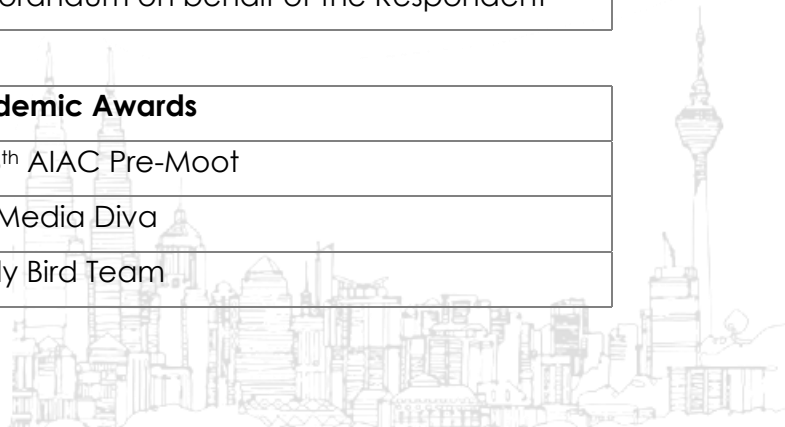 orandum on behalf of the Respondent
demic Awards
th AIAC Pre-Moot
Media Diva
ly Bird Team